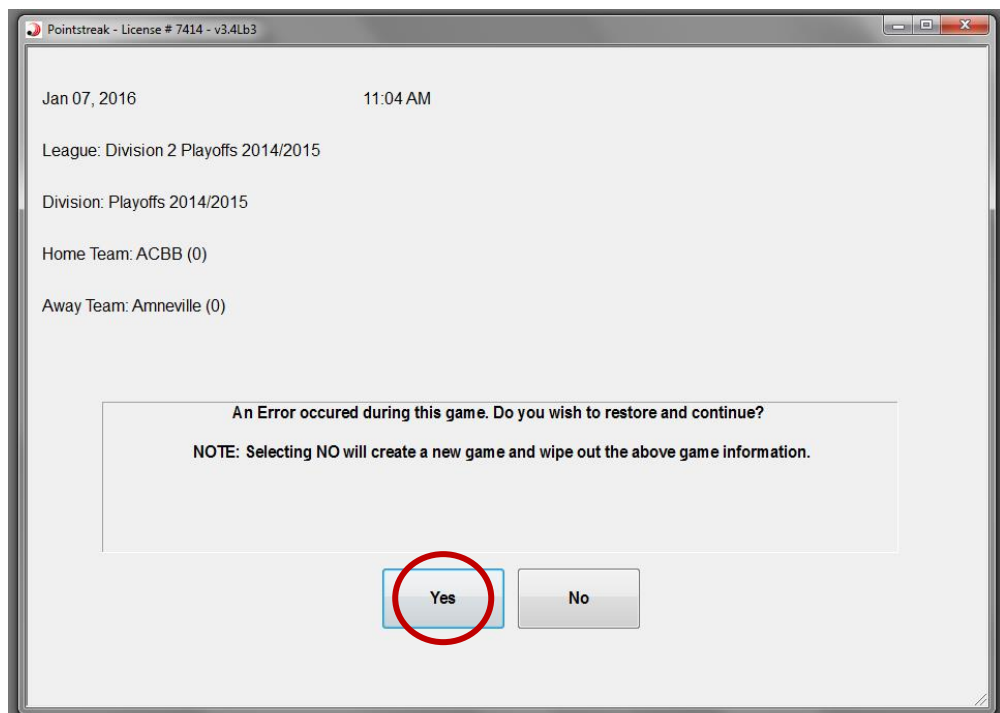 Pointstreak - License # 7414 - v3.4Lb3
Jan 07, 2016 11:04 AM
League: Division 2 Playoffs 2014/2015
Division: Playoffs 2014/2015
Home Team: ACBB (0)
Away Team: Amneville (0)
An Error occured during this game. Do you wish to restore and continue?
NOTE: Selecting NO will create a new game and wipe out the above game information.
Yes No